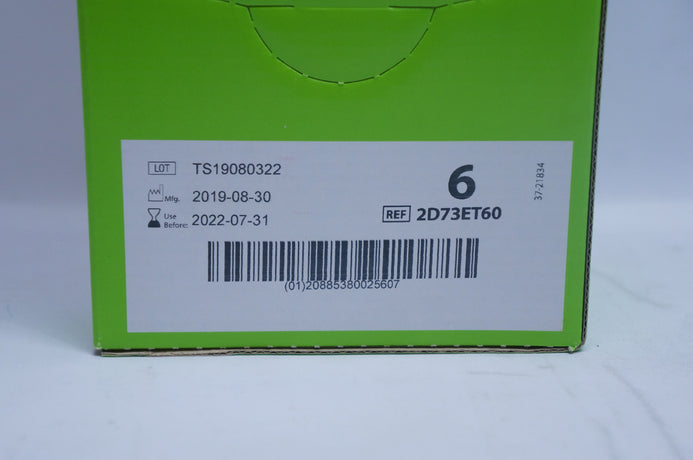 LOT TS19080322
Mfg. 2019-08-30
Use Before: 2022-07-31
6
REF 2D73ET60
37-21834
(01)20885380025607